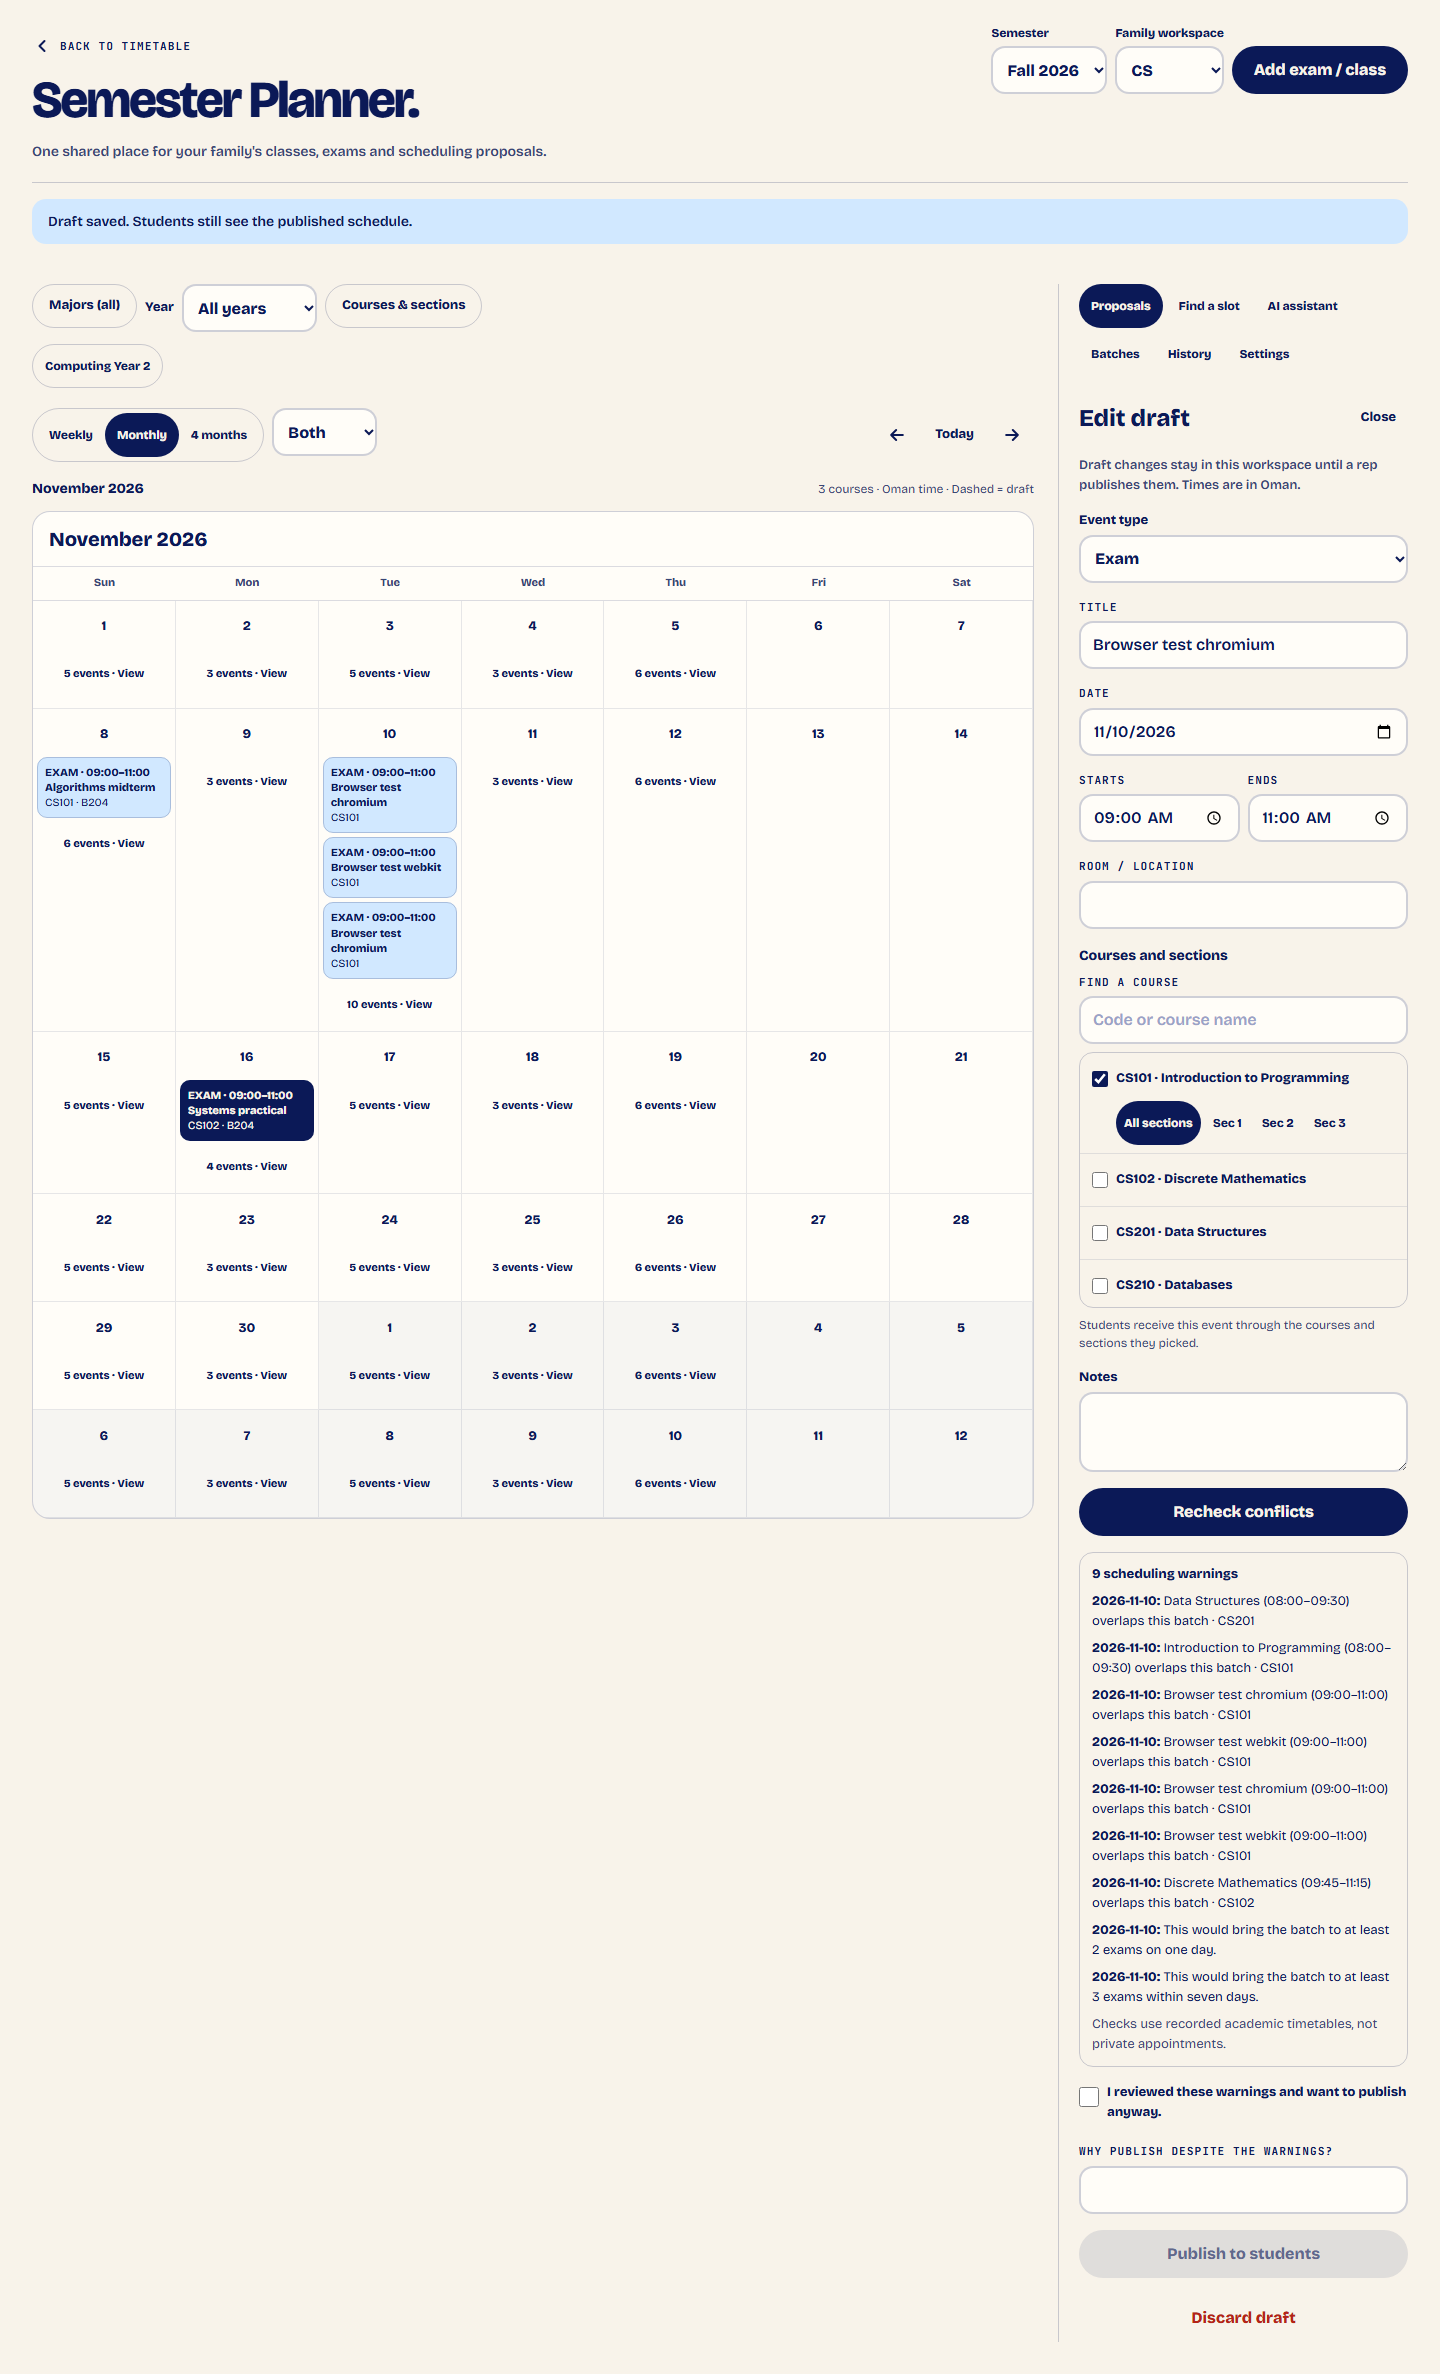 BACK TO TIMETABLE
Semester Planner.
One shared place for your family's classes, exams and scheduling proposals.
Semester
Family workspace
Fall 2026
CS
Add exam / class
Draft saved. Students still see the published schedule.
Majors (all)
Year
All years
Courses & sections
Computing Year 2
Weekly
Monthly
4 months
Both
Today
November 2026
3 courses · Oman time · Dashed = draft
November 2026
Sun Mon Tue Wed Thu Fri Sat
1 2 3 4 5 6 7
5 events · View 3 events · View 5 events · View 3 events · View 6 events · View
8 9 10 11 12 13 14
EXAM · 09:00–11:00
Algorithms midterm
CS101 · B204
6 events · View
3 events · View
EXAM · 09:00–11:00
Browser test
chromium
CS101
EXAM · 09:00–11:00
Browser test webkit
CS101
EXAM · 09:00–11:00
Browser test
chromium
CS101
10 events · View
3 events · View
6 events · View
15 16 17 18 19 20 21
5 events · View
EXAM · 09:00–11:00
Systems practical
CS102 · B204
4 events · View
5 events · View 3 events · View 6 events · View
22 23 24 25 26 27 28
5 events · View 3 events · View 5 events · View 3 events · View 6 events · View
29 30 1 2 3 4 5
5 events · View 3 events · View 5 events · View 3 events · View 6 events · View
6 7 8 9 10 11 12
5 events · View 3 events · View 5 events · View 3 events · View 6 events · View
Proposals
Find a slot
AI assistant
Batches
History
Settings
Edit draft
Close
Draft changes stay in this workspace until a rep
publishes them. Times are in Oman.
Event type
Exam
TITLE
Browser test chromium
DATE
11/10/2026
STARTS
ENDS
09:00 AM
11:00 AM
ROOM / LOCATION
Courses and sections
FIND A COURSE
Code or course name
CS101 · Introduction to Programming
All sections
Sec 1
Sec 2
Sec 3
CS102 · Discrete Mathematics
CS201 · Data Structures
CS210 · Databases
Students receive this event through the courses and
sections they picked.
Notes
Recheck conflicts
9 scheduling warnings
2026-11-10: Data Structures (08:00–09:30)
overlaps this batch · CS201
2026-11-10: Introduction to Programming (08:00–
09:30) overlaps this batch · CS101
2026-11-10: Browser test chromium (09:00–11:00)
overlaps this batch · CS101
2026-11-10: Browser test webkit (09:00–11:00)
overlaps this batch · CS101
2026-11-10: Browser test chromium (09:00–11:00)
overlaps this batch · CS101
2026-11-10: Browser test webkit (09:00–11:00)
overlaps this batch · CS101
2026-11-10: Discrete Mathematics (09:45–11:15)
overlaps this batch · CS102
2026-11-10: This would bring the batch to at least
2 exams on one day.
2026-11-10: This would bring the batch to at least
3 exams within seven days.
Checks use recorded academic timetables, not
private appointments.
I reviewed these warnings and want to publish
anyway.
WHY PUBLISH DESPITE THE WARNINGS?
Publish to students
Discard draft